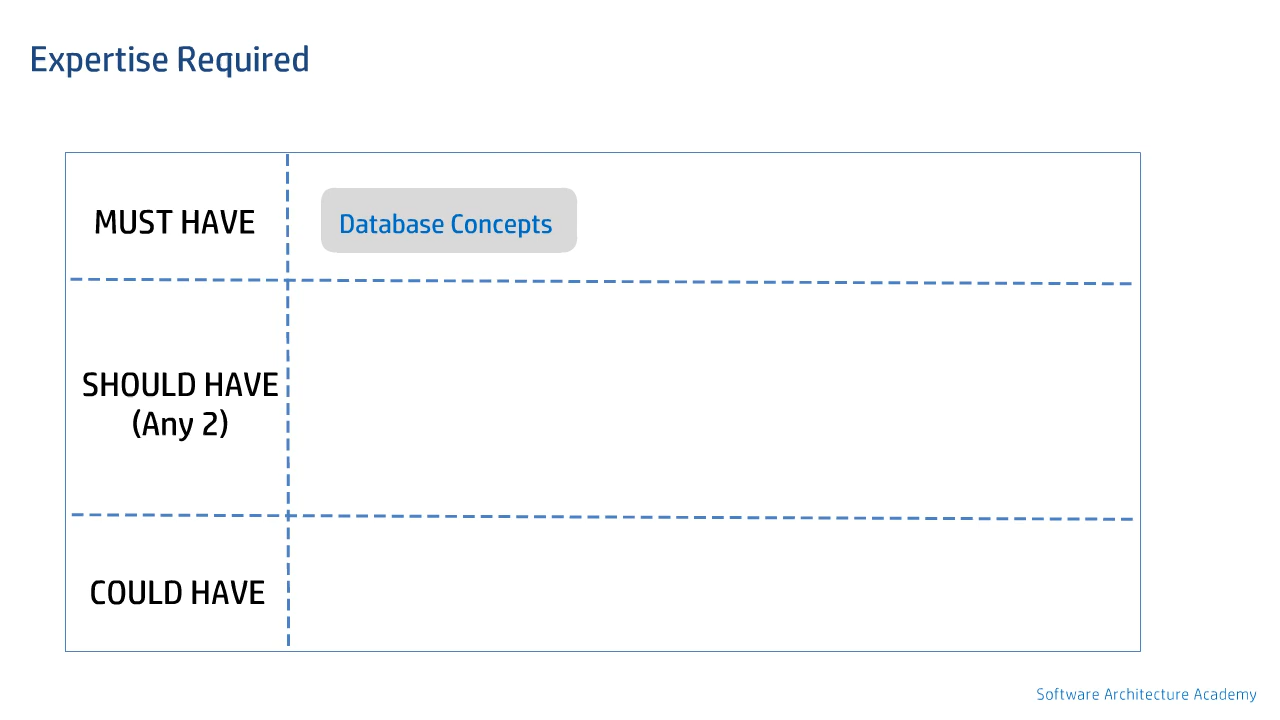 Expertise Required
MUST HAVE
Database Concepts
SHOULD HAVE
(Any 2)
COULD HAVE
Software Architecture Academy